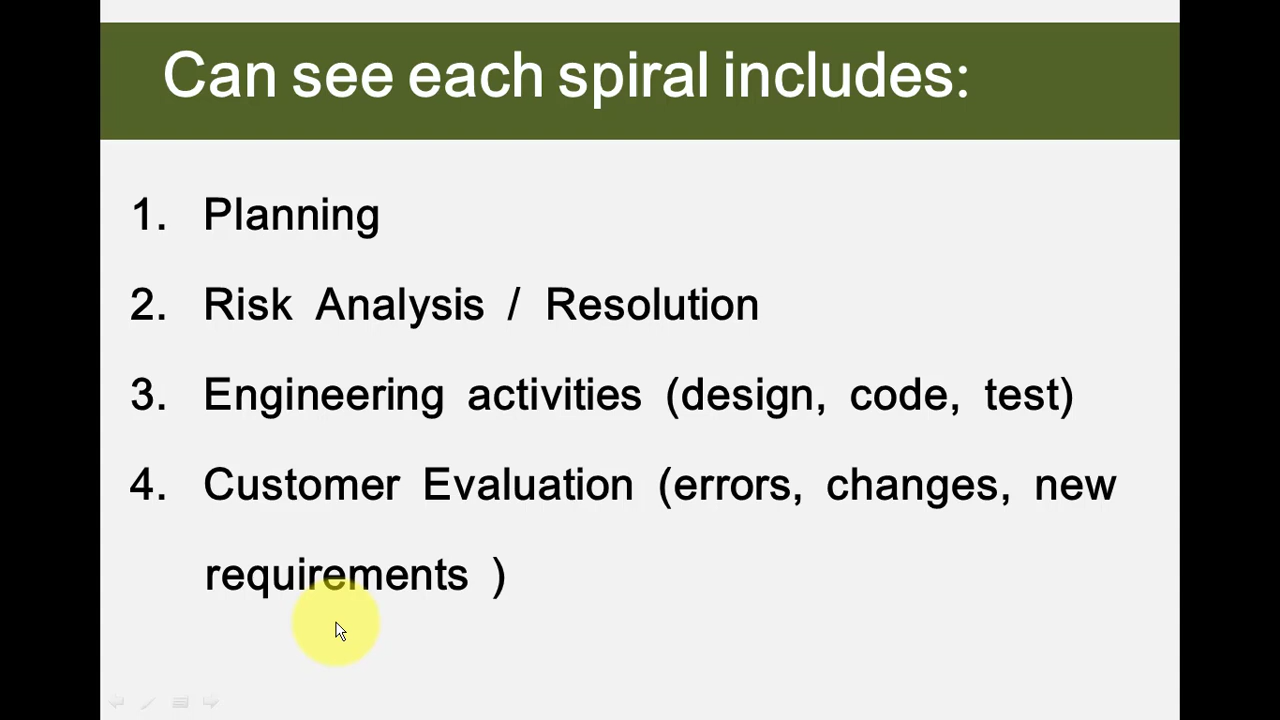 Can see each spiral includes:
1. Planning
2. Risk Analysis / Resolution
3. Engineering activities (design, code, test)
4. Customer Evaluation (errors, changes, new
requirements )